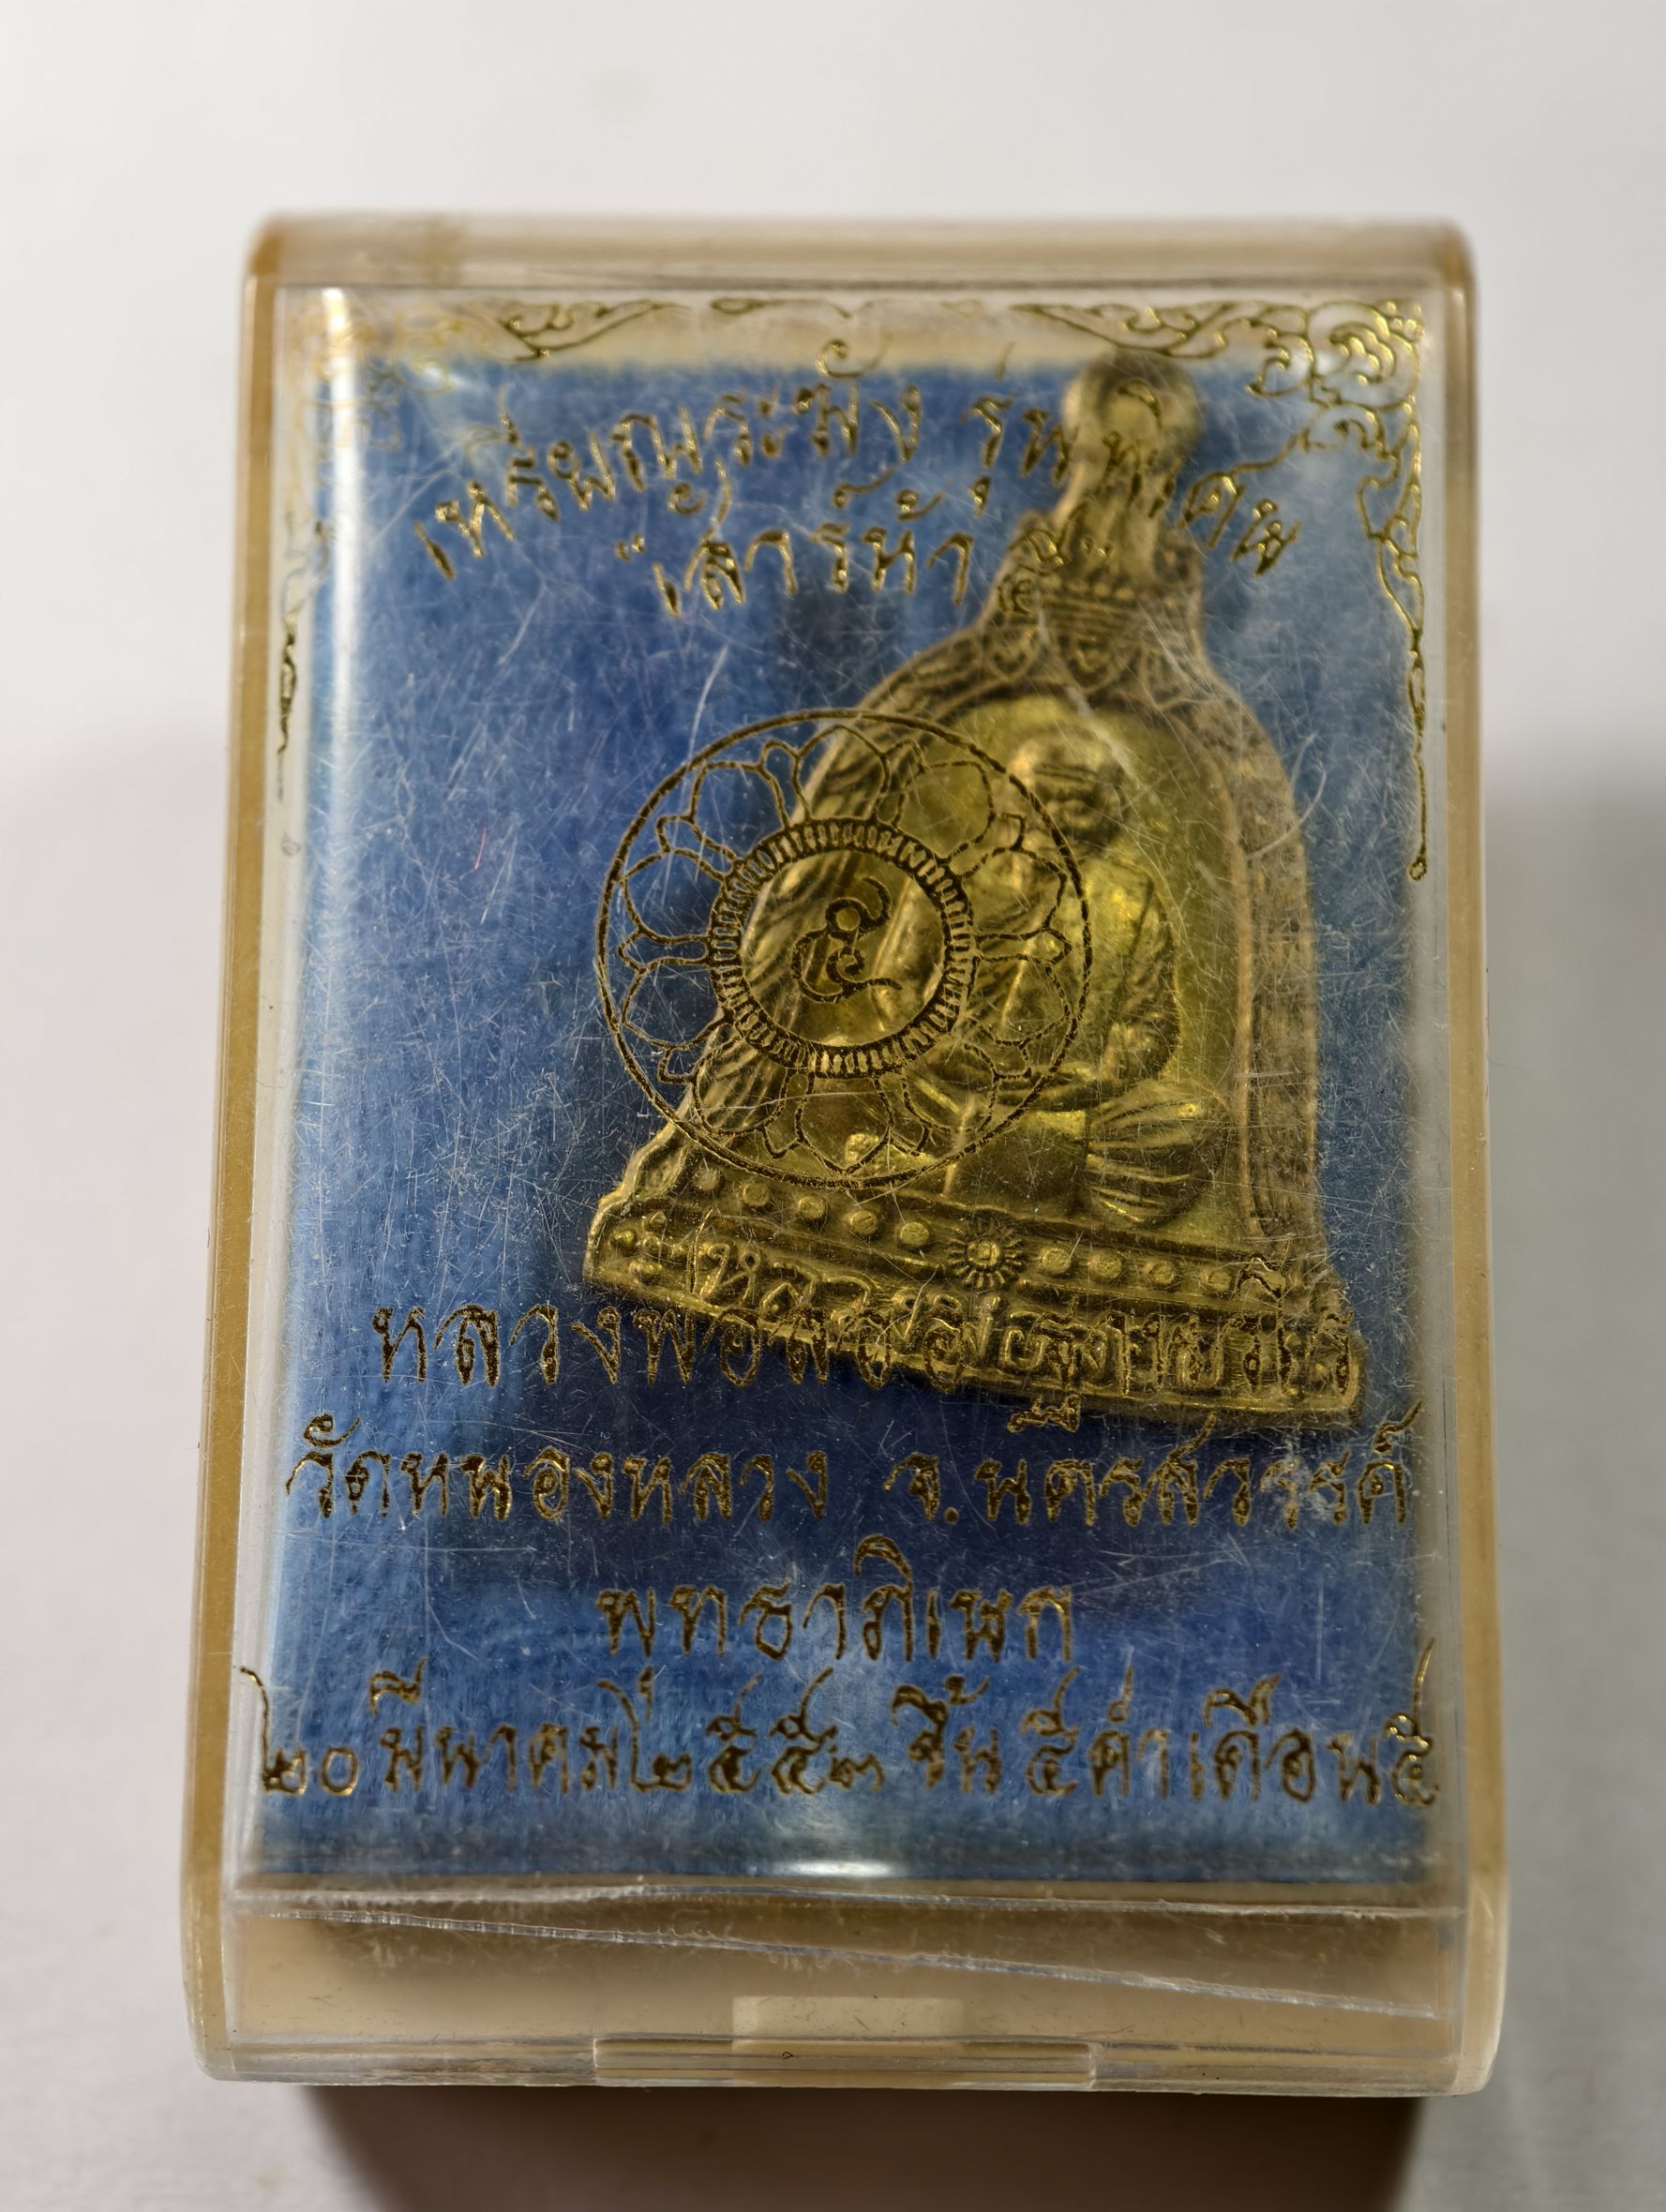 เหรียญระฆัง รุ่น
"เสาร์ห้า"
๕
หลวงพ่อ
วัดหนองหลวง จ.นครสวรรค์
พุทธาภิเษก
๒๐ มีนาคม ๒๕๕๓ ขึ้น ๕ ค่ำ เดือน ๕